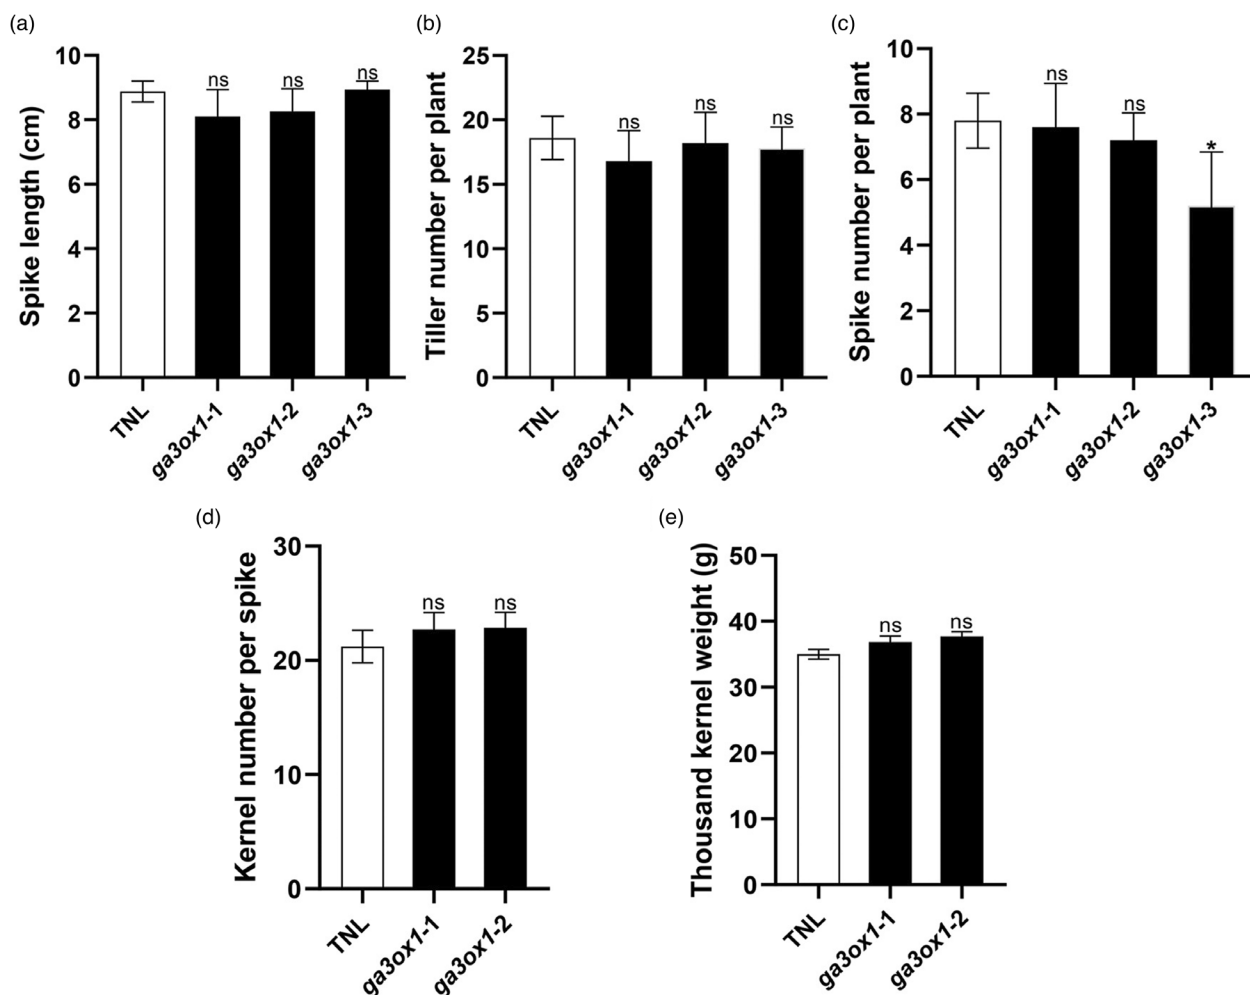 (a)
Spike length (cm)
10
8
6
4
2
0
ns
ns
ns
TNL
ga3ox1-1
ga3ox1-2
ga3ox1-3
(b)
Tiller number per plant
25
20
15
10
5
0
ns
ns
ns
TNL
ga3ox1-1
ga3ox1-2
ga3ox1-3
(c)
Spike number per plant
10
8
6
4
2
0
ns
ns
*
TNL
ga3ox1-1
ga3ox1-2
ga3ox1-3
(d)
Kernel number per spike
30
20
10
0
ns
ns
TNL
ga3ox1-1
ga3ox1-2
(e)
Thousand kernel weight (g)
50
40
30
20
10
0
ns
ns
TNL
ga3ox1-1
ga3ox1-2